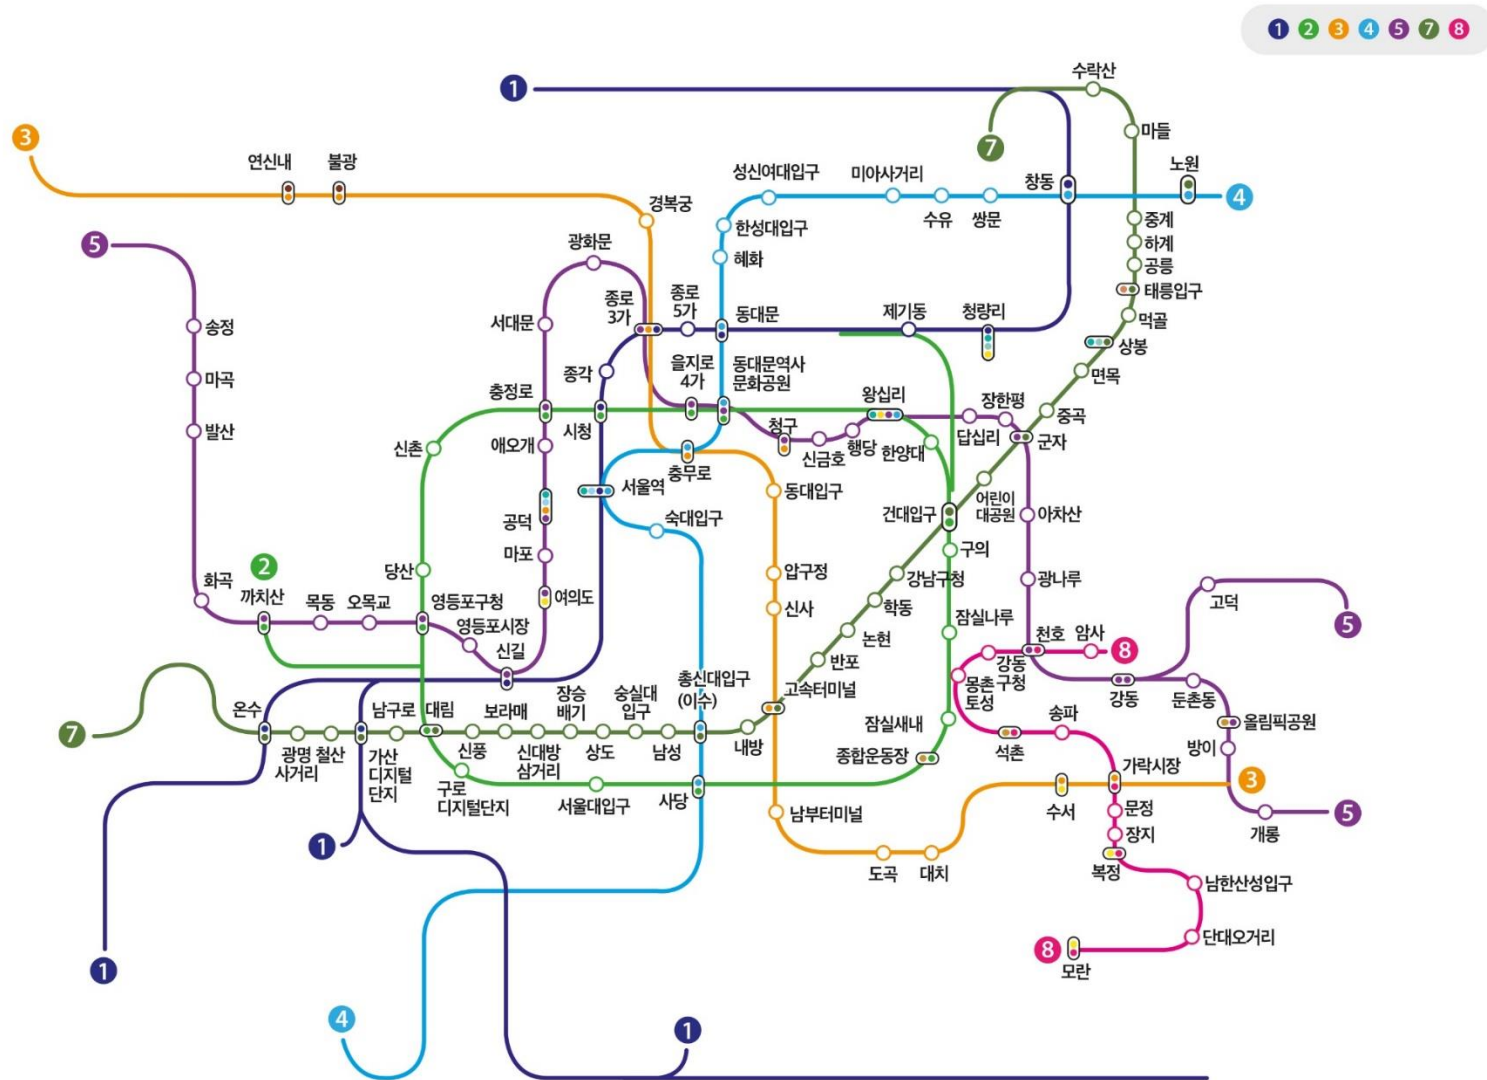 1 2 3 4 5 7 8
수락산
1
마들
3
7
연신내
불광
성신여대입구
미아사거리
창동
노원
4
경복궁
수유
쌍문
한성대입구
중계
5
광화문
혜화
하계
공릉
태릉입구
종로
3가
종로
5가
동대문
제기동
청량리
먹골
송정
서대문
상봉
을지로
4가
동대문역사
문화공원
마곡
종각
면목
충정로
왕십리
장한평
발산
시청
청구
중곡
신촌
애오개
신금호
행당
한양대
답십리
군자
충무로
서울역
동대입구
어린이
대공원
공덕
숙대입구
건대입구
아차산
마포
구의
2
화곡
당산
압구정
강남구청
광나루
까치산
목동
오목교
영등포구청
여의도
신사
학동
고덕
영등포시장
잠실나루
5
신길
논현
천호
암사
8
반포
강동
구청
총신대입구
(이수)
고속터미널
몽촌
토성
강동
둔촌동
온수
남구로
대림
보라매
장승
배기
숭실대
입구
7
잠실새내
송파
올림픽공원
광명
사거리
철산
가산
디지털
단지
신풍
신대방
삼거리
상도
남성
내방
종합운동장
석촌
방이
가락시장
3
구로
디지털단지
서울대입구
사당
수서
남부터미널
문정
5
장지
개롱
1
도곡
대치
복정
남한산성입구
단대오거리
8
모란
1
4
1